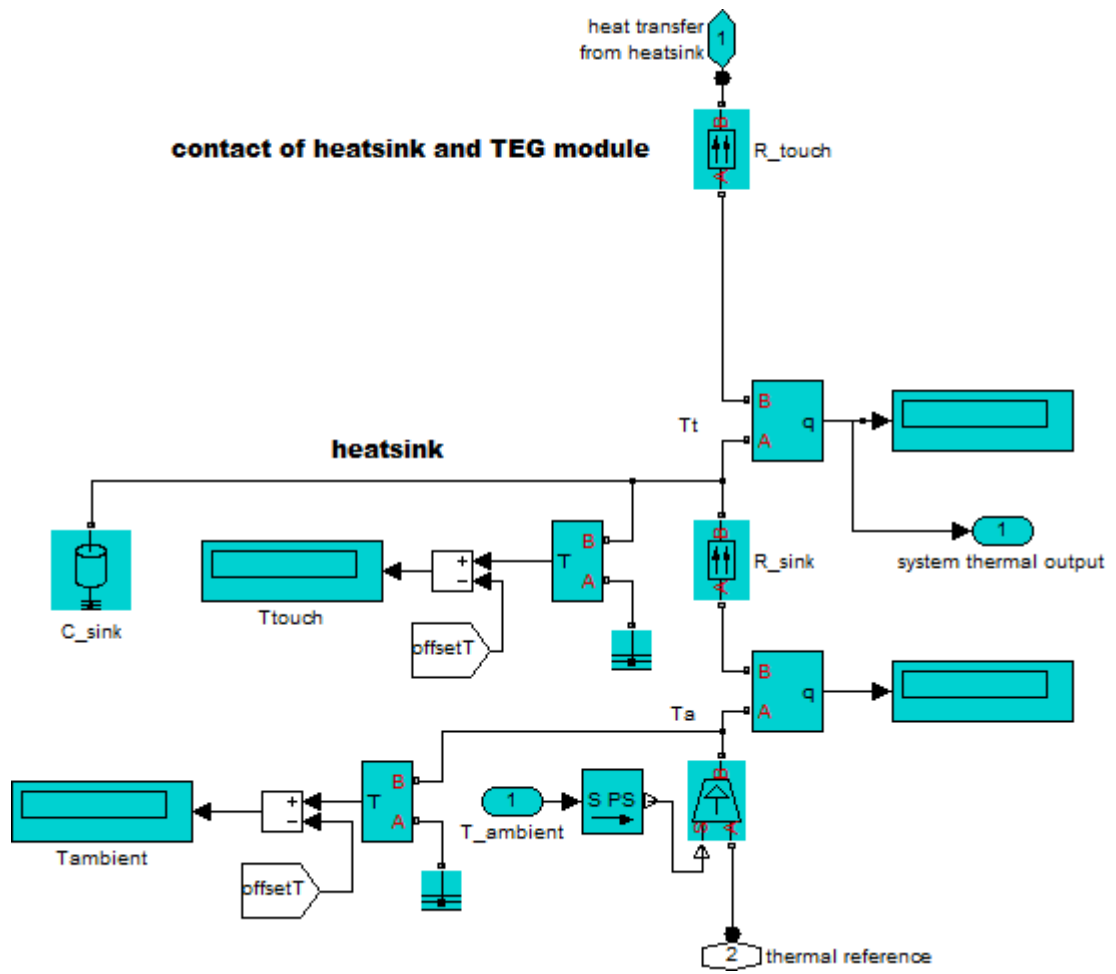 heat transfer
from heatsink
1
B
A
R_touch
contact of heatsink and TEG module
B
A
q
Tt
heatsink
C_sink
Ttouch
+
−
T
B
A
offsetT
B
A
R_sink
1
system thermal output
B
A
q
Ta
Tambient
+
−
T
B
A
offsetT
1
T_ambient
S PS
B
S
A
2
thermal reference